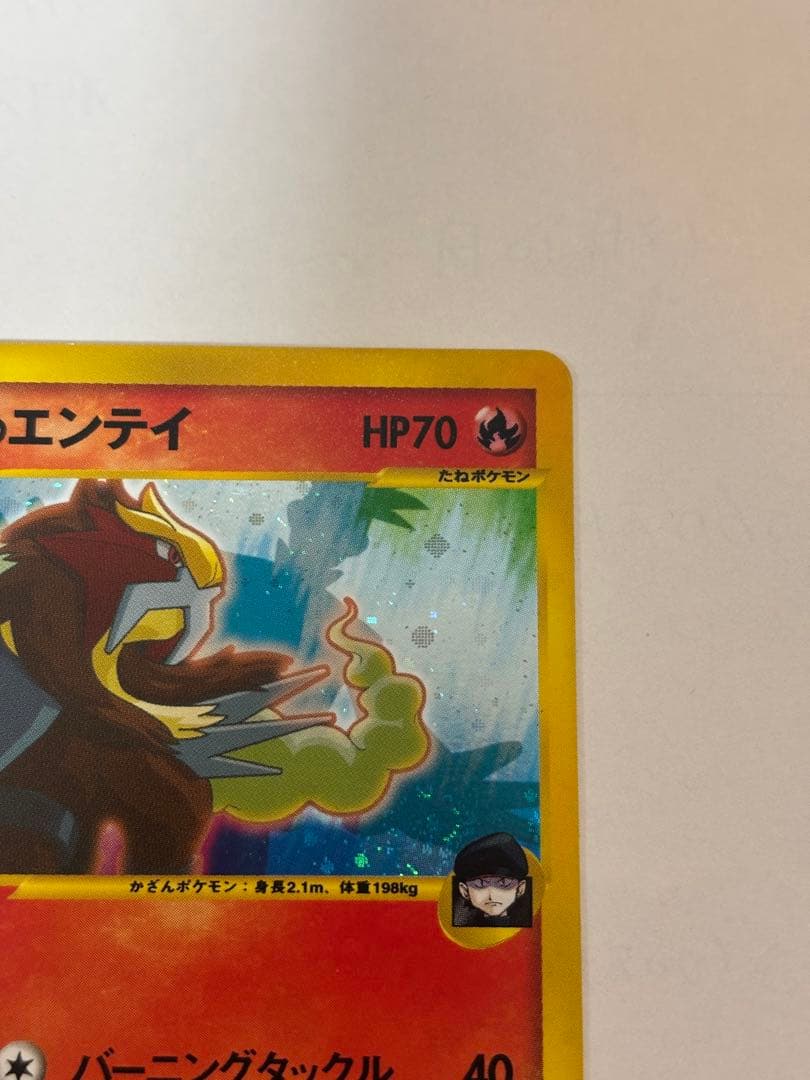 エンテイ HP70
たねポケモン
かざんポケモン：身長2.1m、体重198kg
バーニングタックル 40